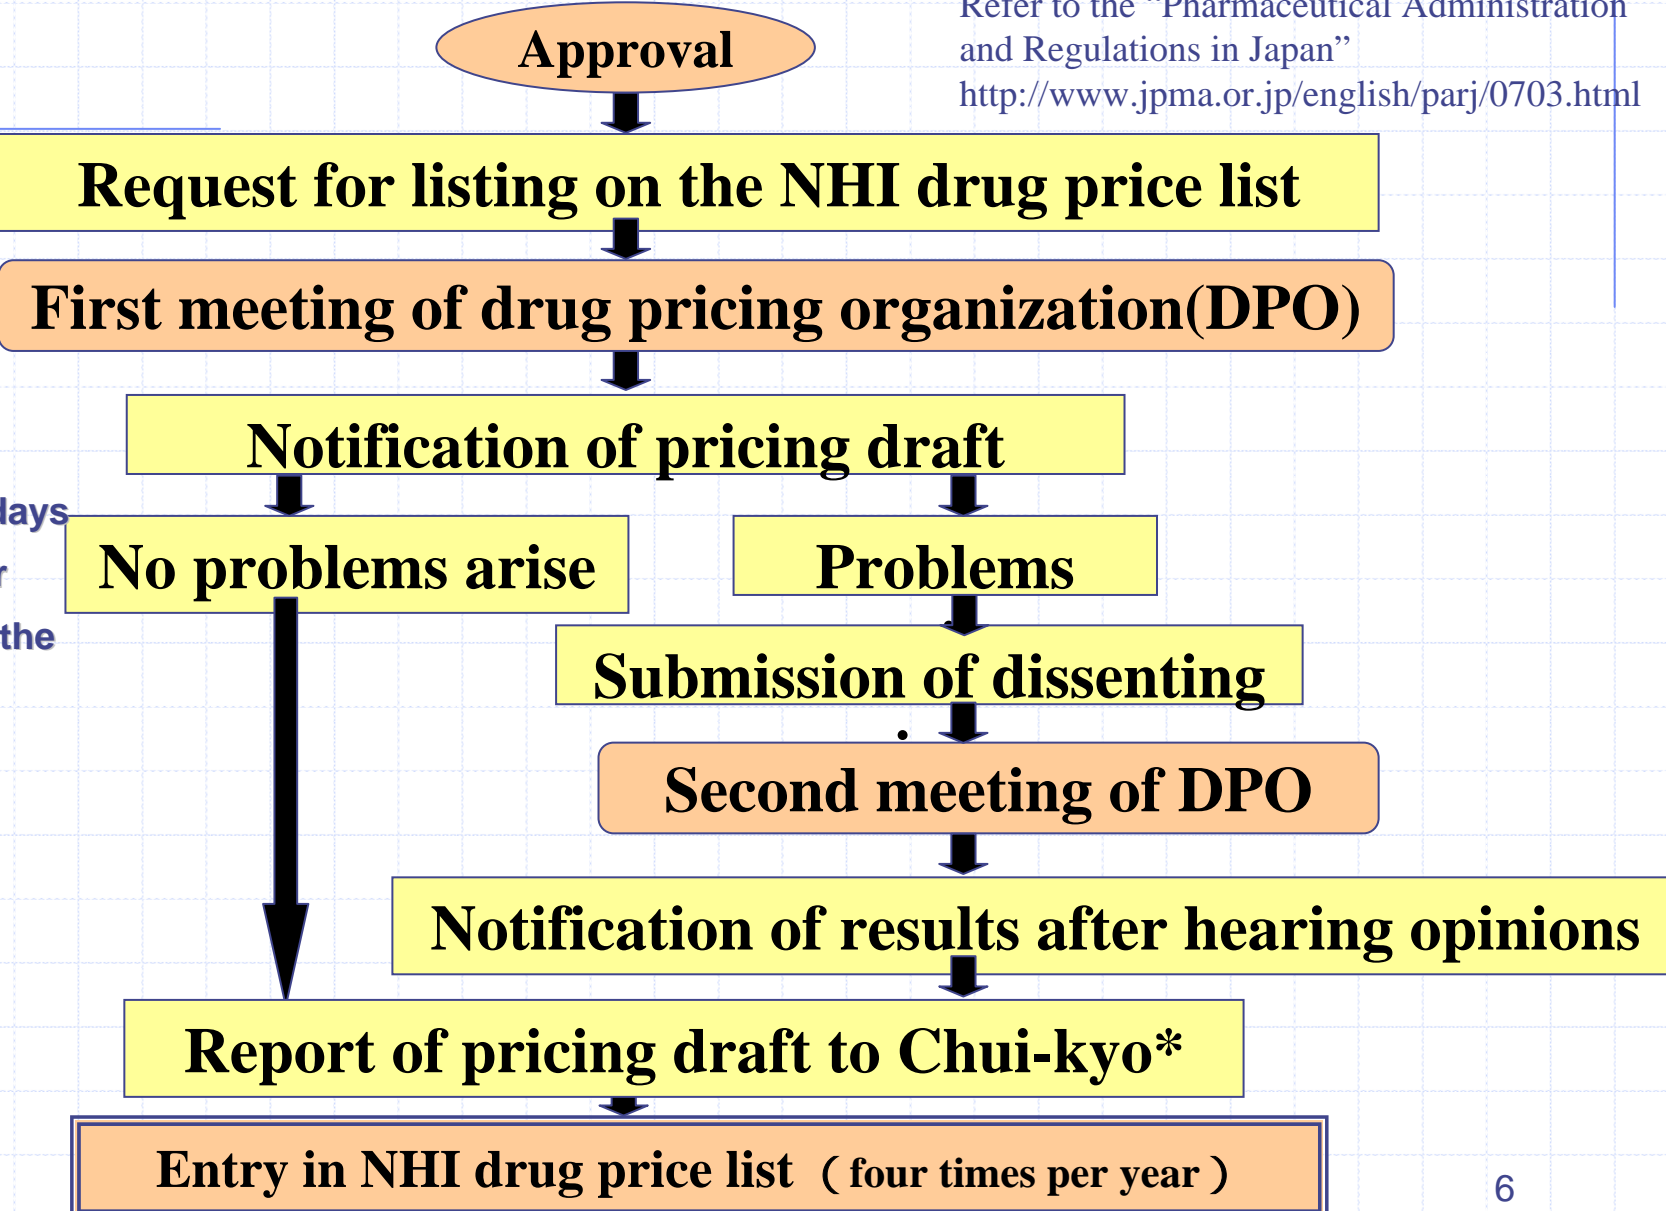 Refer to the “Pharmaceutical Administration
and Regulations in Japan”
http://www.jpma.or.jp/english/parj/0703.html
Approval
Request for listing on the NHI drug price list
First meeting of drug pricing organization(DPO)
Notification of pricing draft
days
No problems arise
Problems
the
Submission of dissenting
Second meeting of DPO
Notification of results after hearing opinions
Report of pricing draft to Chui-kyo*
Entry in NHI drug price list （four times per year）
6